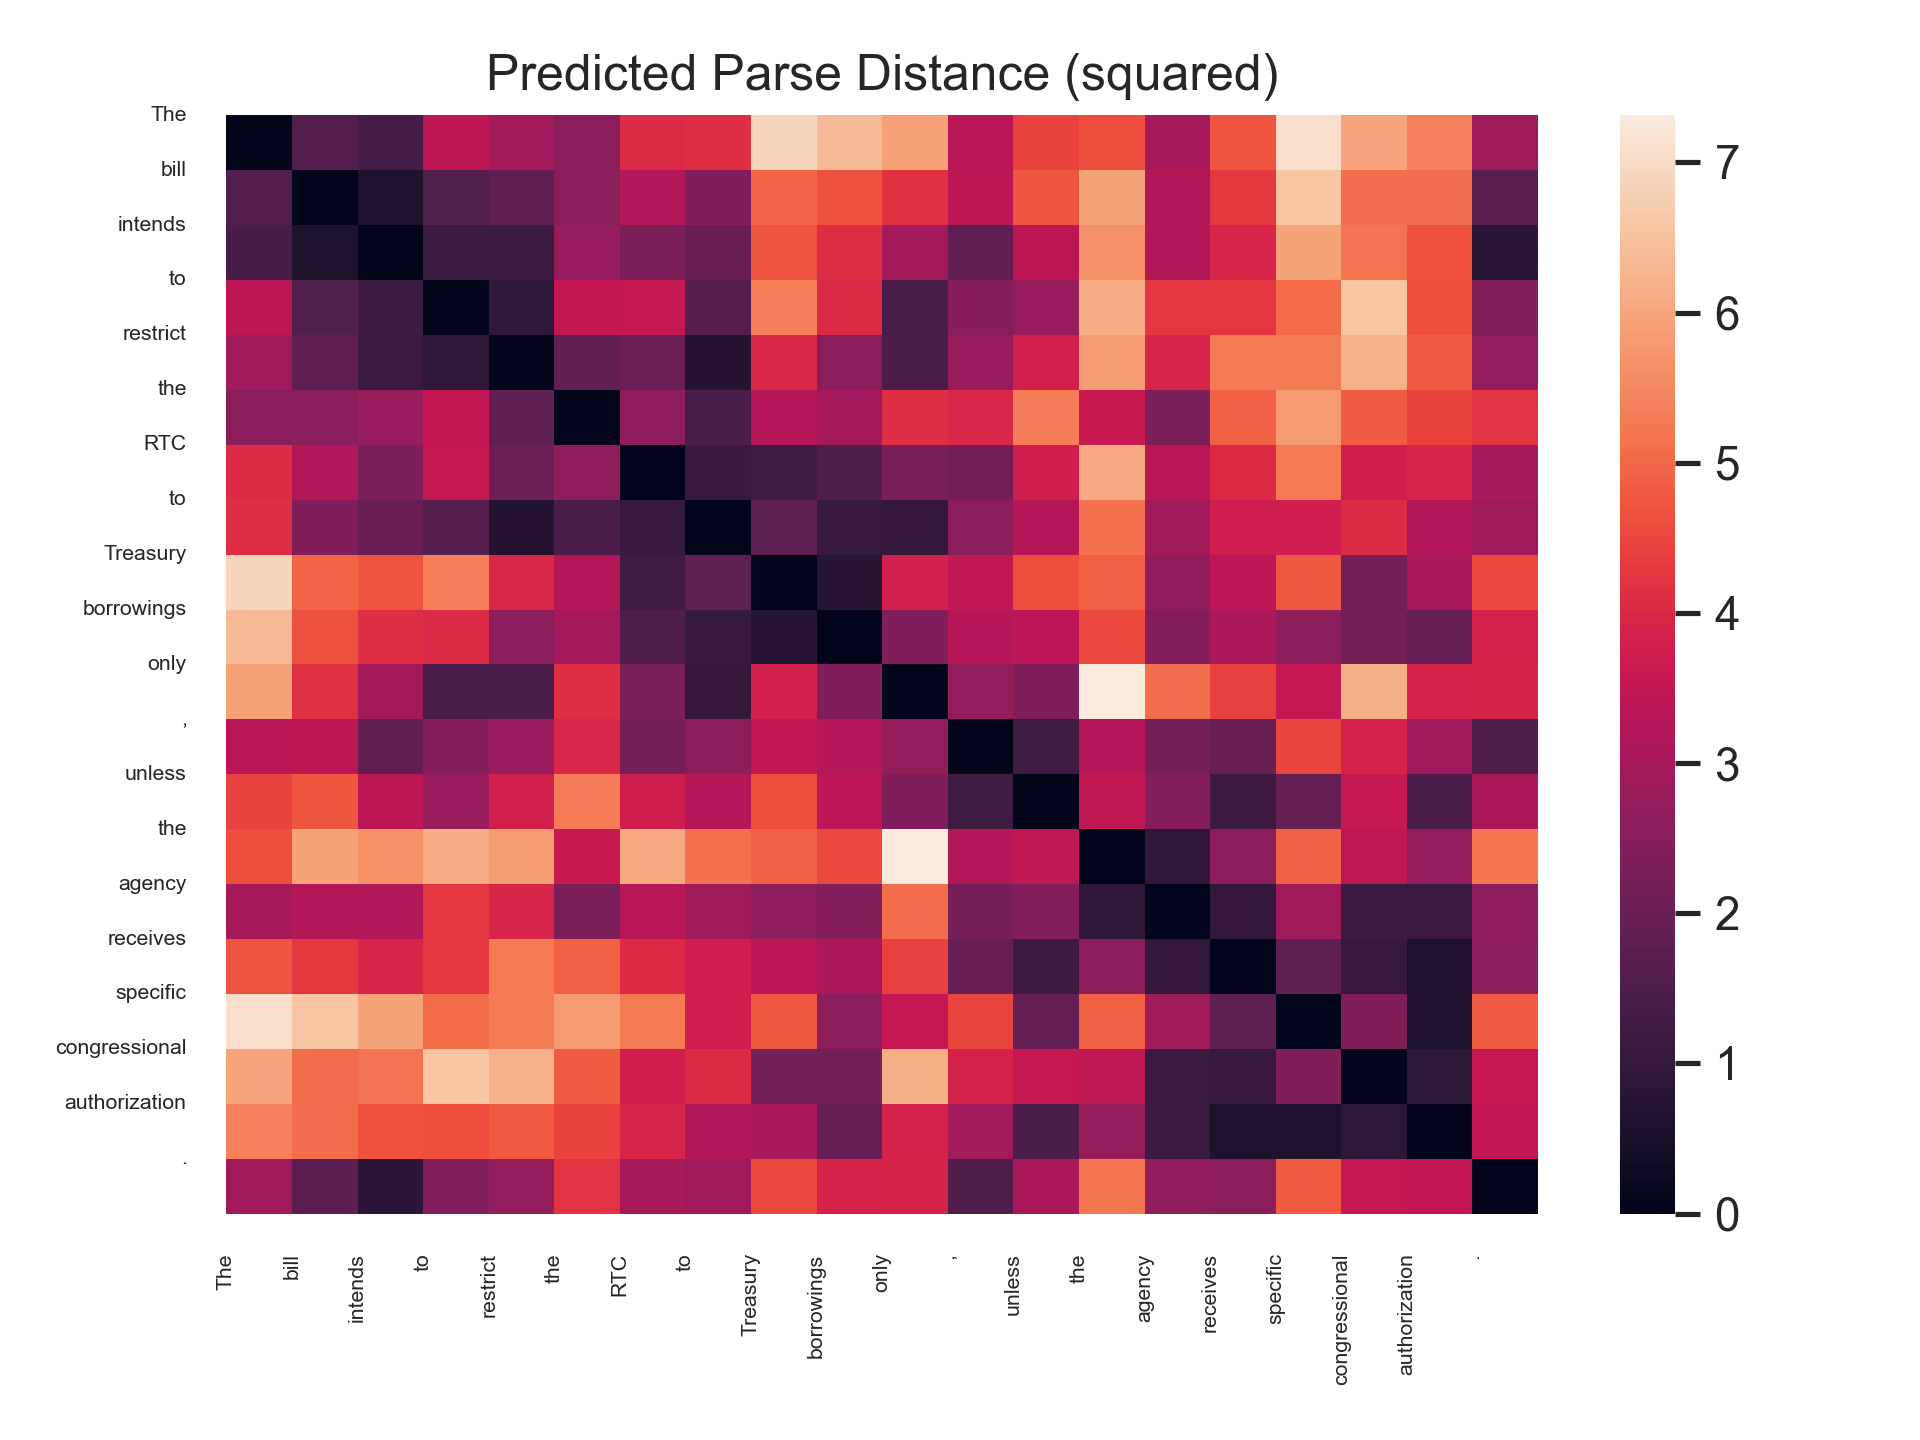 Predicted Parse Distance (squared)
The
bill
intends
to
restrict
the
RTC
to
Treasury
borrowings
only
,
unless
the
agency
receives
specific
congressional
authorization
.
7
6
5
4
3
2
1
0
The
bill
intends
to
restrict
the
RTC
to
Treasury
borrowings
only
,
unless
the
agency
receives
specific
congressional
authorization
.